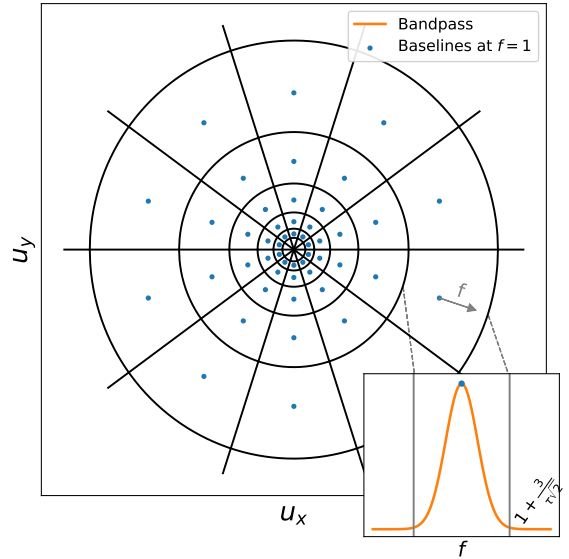 Bandpass
Baselines at f = 1
u_y
f
1 + 3/(τ√2)
u_x
f